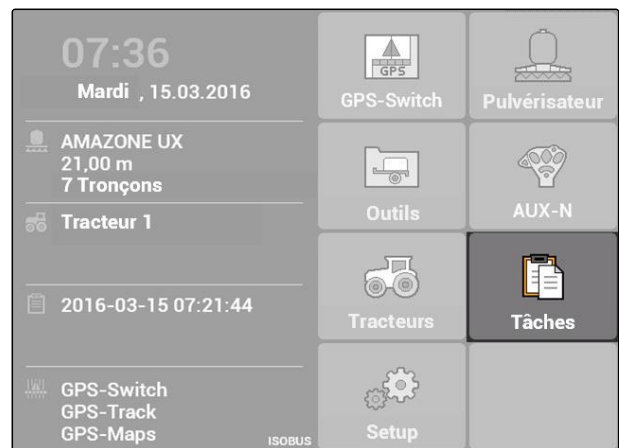 07:36
Mardi , 15.03.2016
AMAZONE UX
21,00 m
7 Tronçons
Tracteur 1
2016-03-15 07:21:44
GPS-Switch
GPS-Track
GPS-Maps
ISOBUS
GPS
GPS-Switch
Pulvérisateur
Outils
AUX-N
Tracteurs
Tâches
Setup